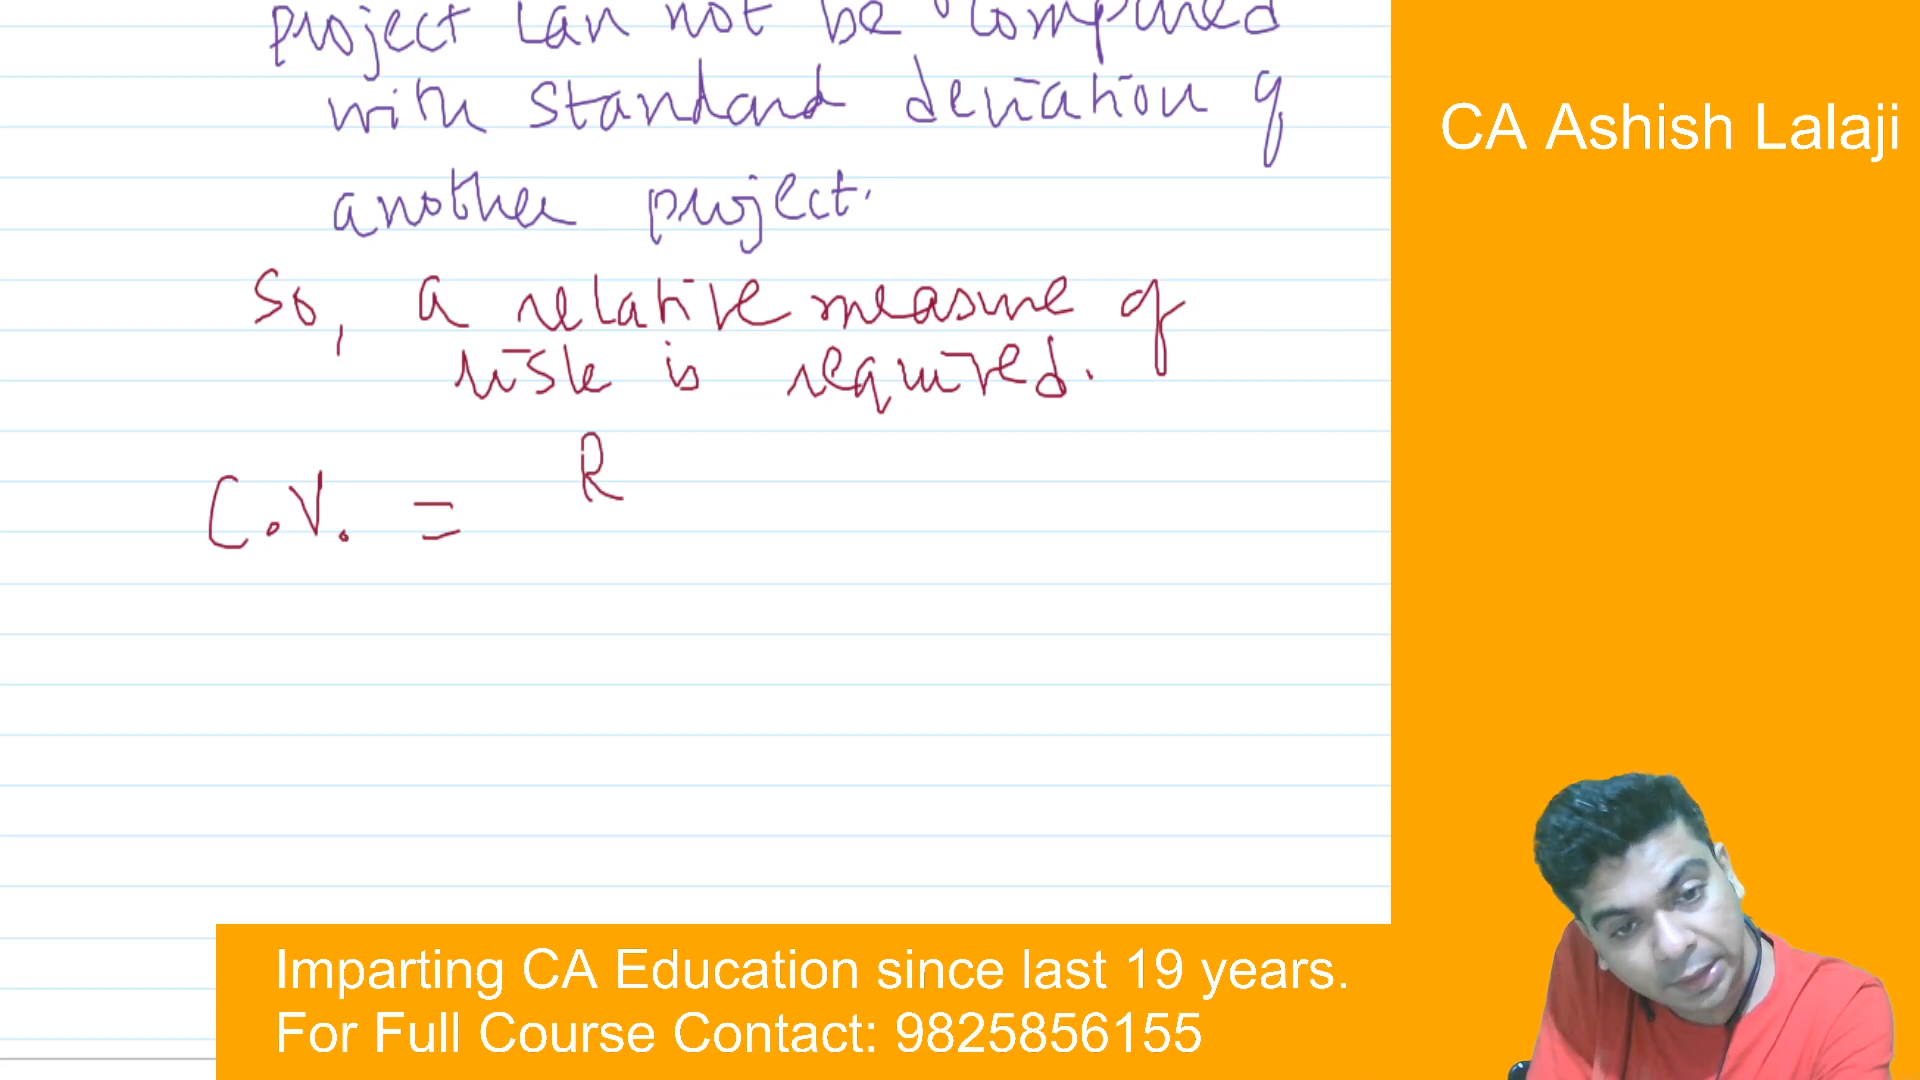 project can not be compared
with standard deviation of
another project.
So, a relative measure of
risk is required.
C.V. = R
CA Ashish Lalaji
Imparting CA Education since last 19 years.
For Full Course Contact: 9825856155